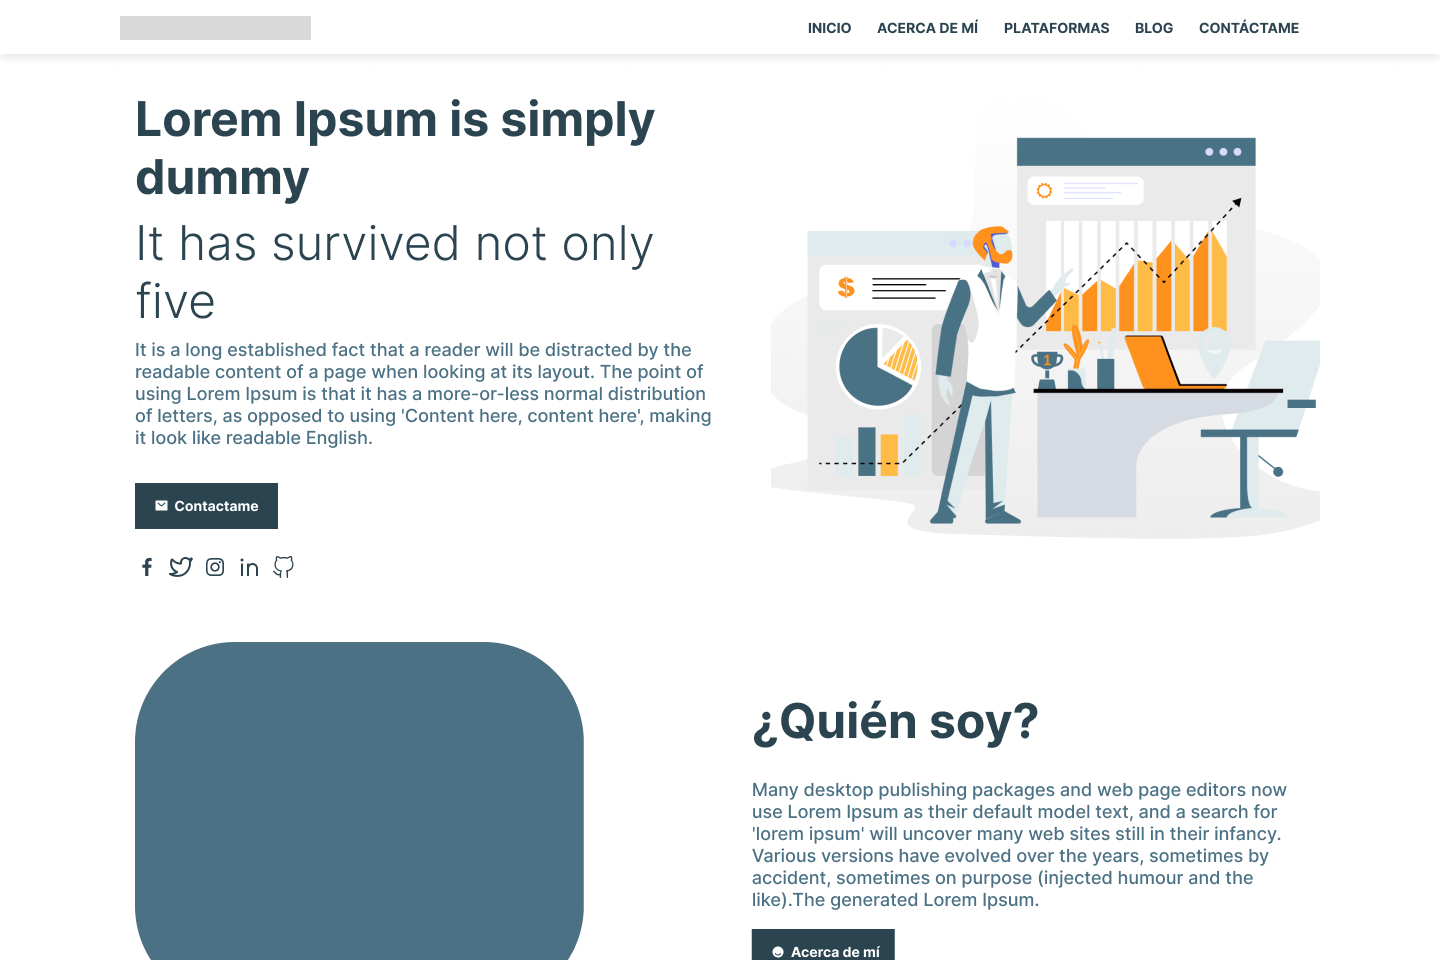 INICIO ACERCA DE MÍ PLATAFORMAS BLOG CONTÁCTAME
Lorem Ipsum is simply
dummy
It has survived not only
five
It is a long established fact that a reader will be distracted by the
readable content of a page when looking at its layout. The point of
using Lorem Ipsum is that it has a more-or-less normal distribution
of letters, as opposed to using 'Content here, content here', making
it look like readable English.
Contactame
$
1
¿Quién soy?
Many desktop publishing packages and web page editors now
use Lorem Ipsum as their default model text, and a search for
'lorem ipsum' will uncover many web sites still in their infancy.
Various versions have evolved over the years, sometimes by
accident, sometimes on purpose (injected humour and the
like).The generated Lorem Ipsum.
Acerca de mí